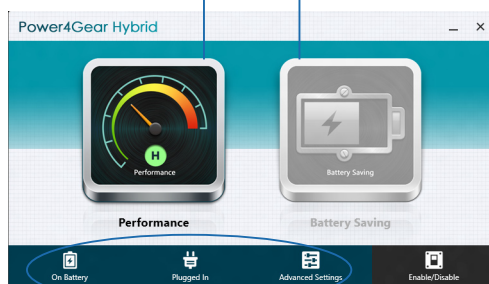 Power4Gear Hybrid
H
Performance
Battery Saving
Performance
Battery Saving
On Battery
Plugged In
Advanced Settings
Enable/Disable